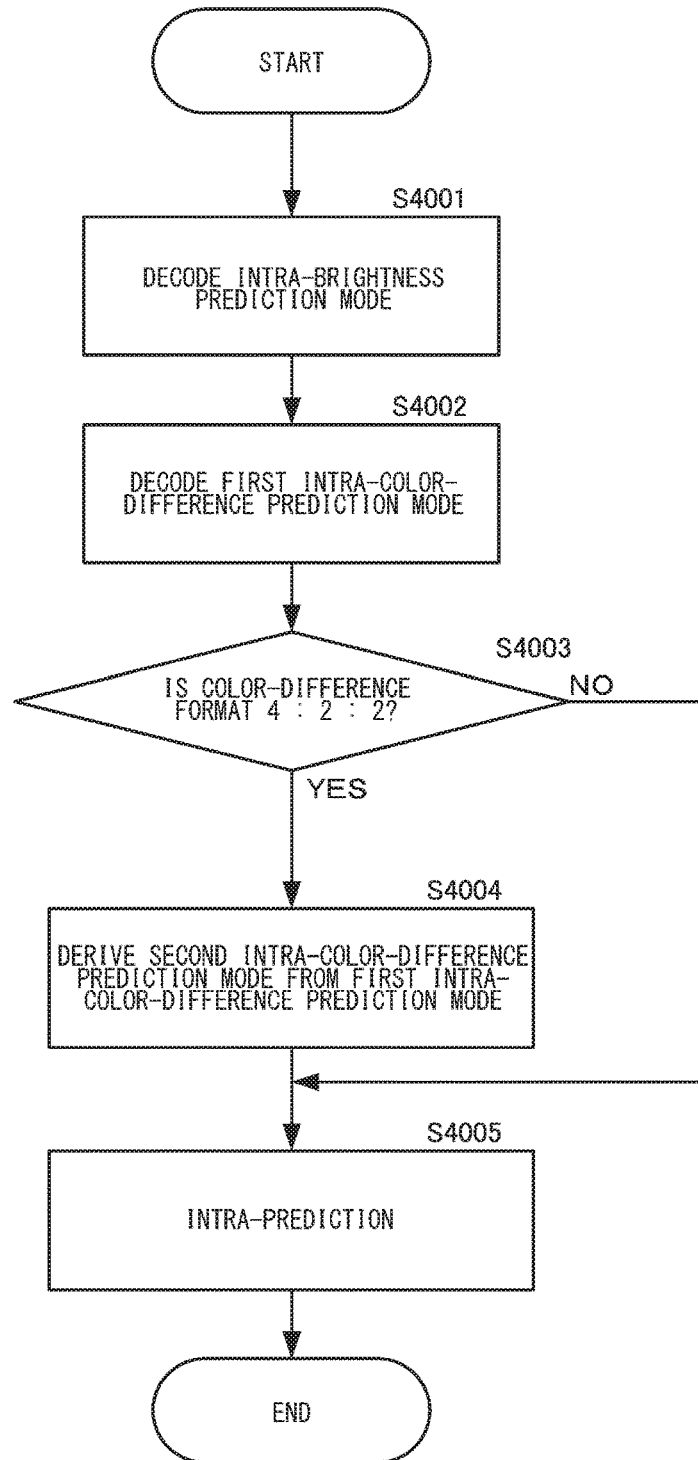 START
S4001
DECODE INTRA-BRIGHTNESS
PREDICTION MODE
S4002
DECODE FIRST INTRA-COLOR-
DIFFERENCE PREDICTION MODE
S4003
IS COLOR-DIFFERENCE
FORMAT 4 : 2 : 2?
NO
YES
S4004
DERIVE SECOND INTRA-COLOR-DIFFERENCE
PREDICTION MODE FROM FIRST INTRA-
COLOR-DIFFERENCE PREDICTION MODE
S4005
INTRA-PREDICTION
END